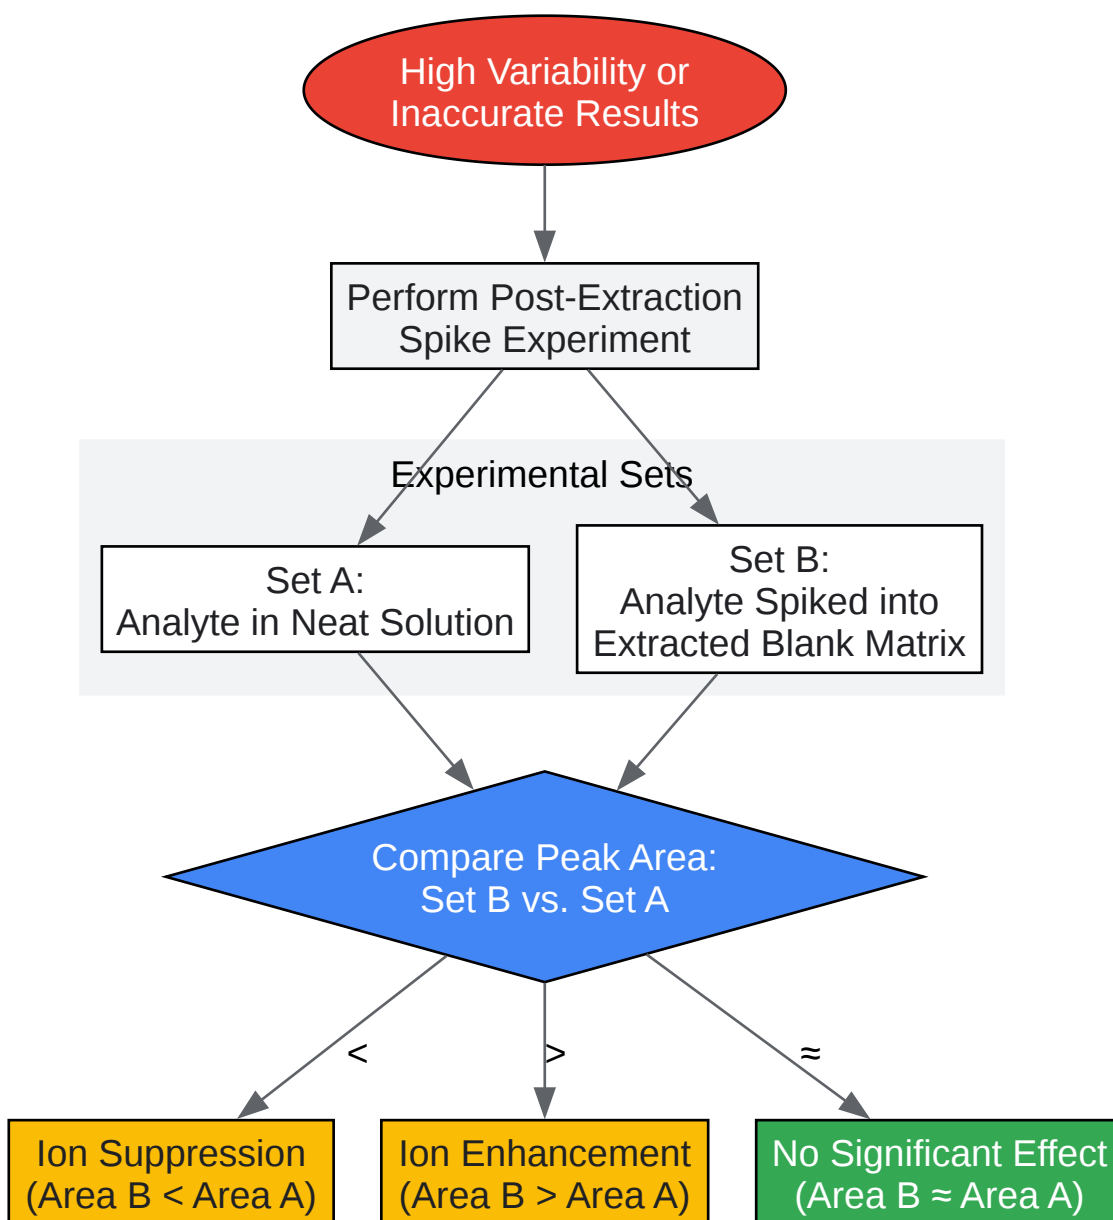 High Variability or
Inaccurate Results
Perform Post-Extraction
Spike Experiment
Experimental Sets
Set A:
Analyte in Neat Solution
Set B:
Analyte Spiked into
Extracted Blank Matrix
Compare Peak Area:
Set B vs. Set A
<
>
≈
Ion Suppression
(Area B < Area A)
Ion Enhancement
(Area B > Area A)
No Significant Effect
(Area B ≈ Area A)